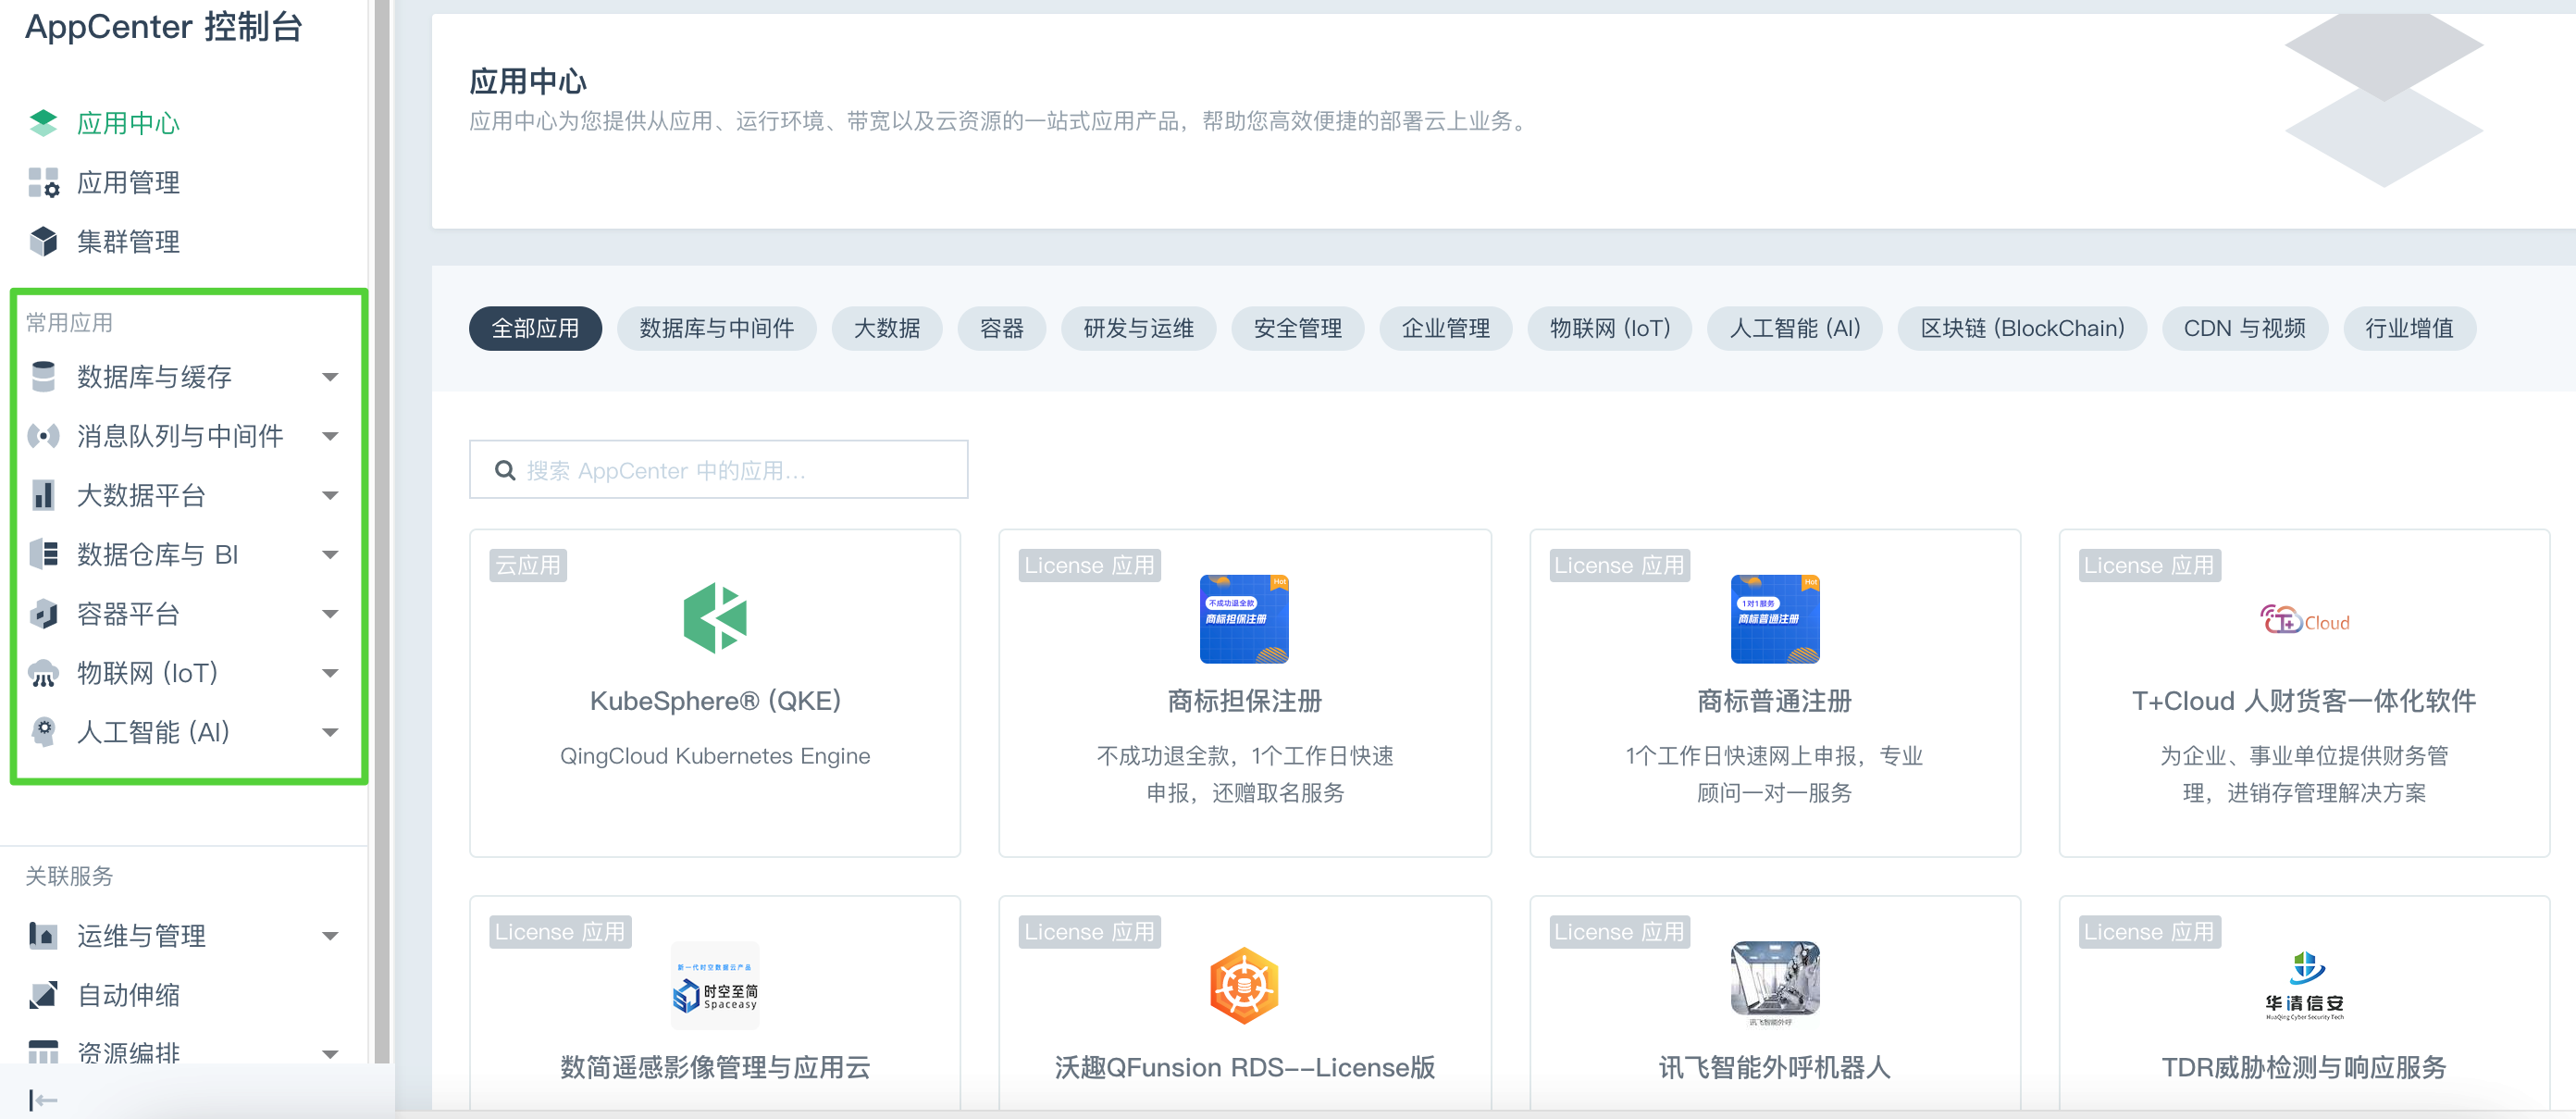 AppCenter 控制台
应用中心
应用管理
集群管理
常用应用
数据库与缓存
消息队列与中间件
大数据平台
数据仓库与 BI
容器平台
物联网 (IoT)
人工智能 (AI)
关联服务
运维与管理
自动伸缩
资源编排
应用中心
应用中心为您提供从应用、运行环境、带宽以及云资源的一站式应用产品，帮助您高效便捷的部署云上业务。
全部应用 数据库与中间件 大数据 容器 研发与运维 安全管理 企业管理 物联网 (IoT) 人工智能 (AI) 区块链 (BlockChain) CDN 与视频 行业增值
搜索 AppCenter 中的应用...
云应用
KubeSphere® (QKE)
QingCloud Kubernetes Engine
License 应用
Hot
不成功退全款
商标担保注册
商标担保注册
不成功退全款，1个工作日快速
申报，还赠取名服务
License 应用
Hot
1对1服务
商标普通注册
商标普通注册
1个工作日快速网上申报，专业
顾问一对一服务
License 应用
T+Cloud
T+Cloud 人财货客一体化软件
为企业、事业单位提供财务管
理，进销存管理解决方案
License 应用
新一代时空数据云产品
时空至简
Spaceasy
数简遥感影像管理与应用云
License 应用
沃趣QFunsion RDS--License版
License 应用
讯飞智能外呼
讯飞智能外呼机器人
License 应用
华清信安
HuaQing Cyber Security Tech
TDR威胁检测与响应服务